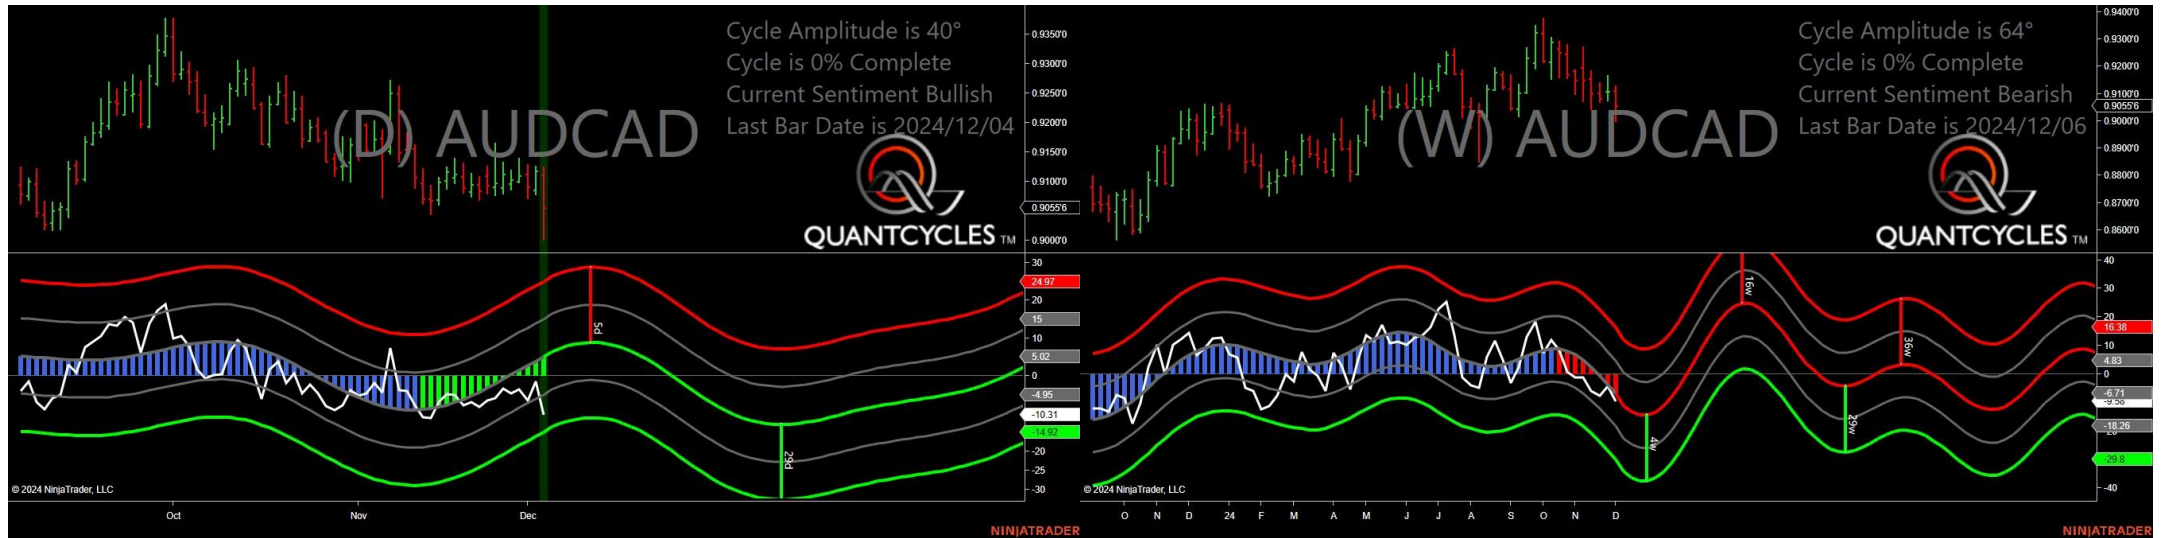 Cycle Amplitude is 40°
Cycle is 0% Complete
Current Sentiment Bullish
Last Bar Date is 2024/12/04
(D) AUDCAD
QUANTCYCLES TM
0.9350'0
0.9300'0
0.9250'0
0.9200'0
0.9150'0
0.9100'0
0.9055'6
0.9000'0
30
24.97
20
15
10
5.02
0
-4.95
-10.31
-14.92
-20
-25
-30
5d
29d
© 2024 NinjaTrader, LLC
Oct
Nov
Dec
NINJATRADER
Cycle Amplitude is 64°
Cycle is 0% Complete
Current Sentiment Bearish
Last Bar Date is 2024/12/06
(W) AUDCAD
QUANTCYCLES TM
0.9400'0
0.9300'0
0.9200'0
0.9100'0
0.9055'6
0.9000'0
0.8900'0
0.8800'0
0.8700'0
0.8600'0
40
30
20
16.38
10
4.83
0
-6.71
-18.26
-29.8
-40
16w
36w
4w
29w
© 2024 NinjaTrader, LLC
O N D 24 F M A M J J A S O N D
NINJATRADER